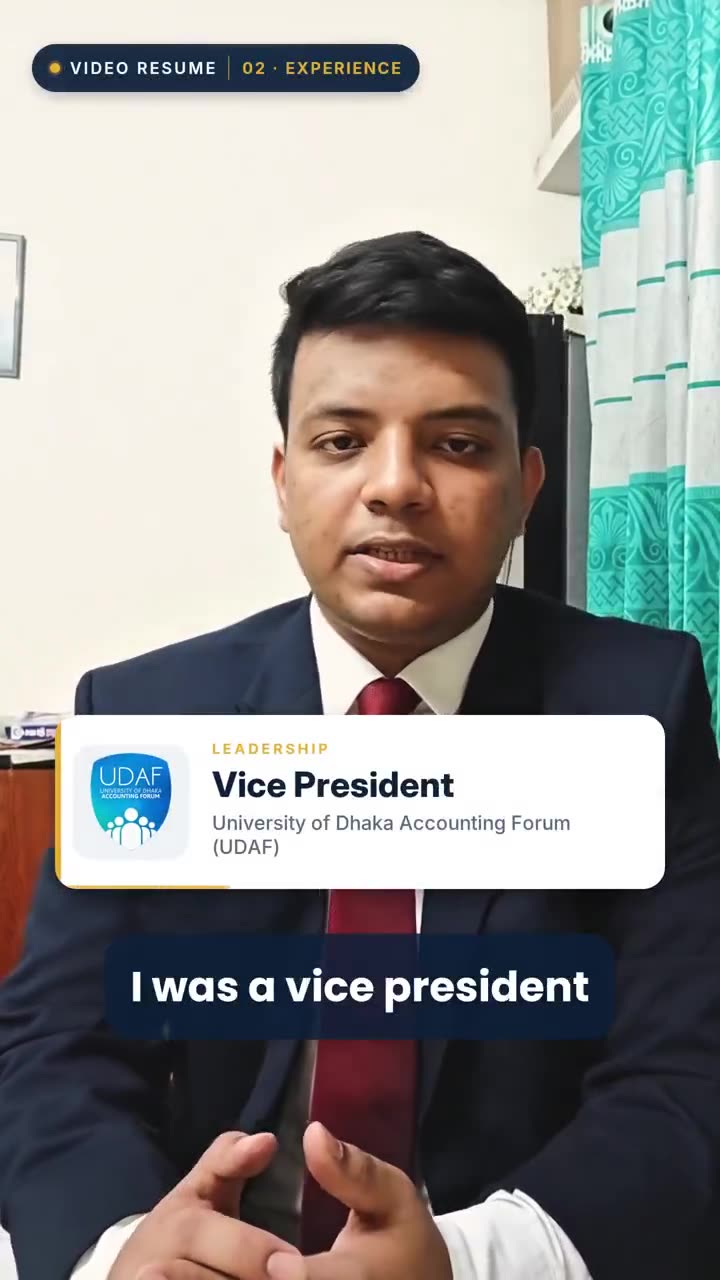 VIDEO RESUME | 02 · EXPERIENCE
LEADERSHIP
UDAF
UNIVERSITY OF DHAKA
ACCOUNTING FORUM
Vice President
University of Dhaka Accounting Forum
(UDAF)
I was a vice president